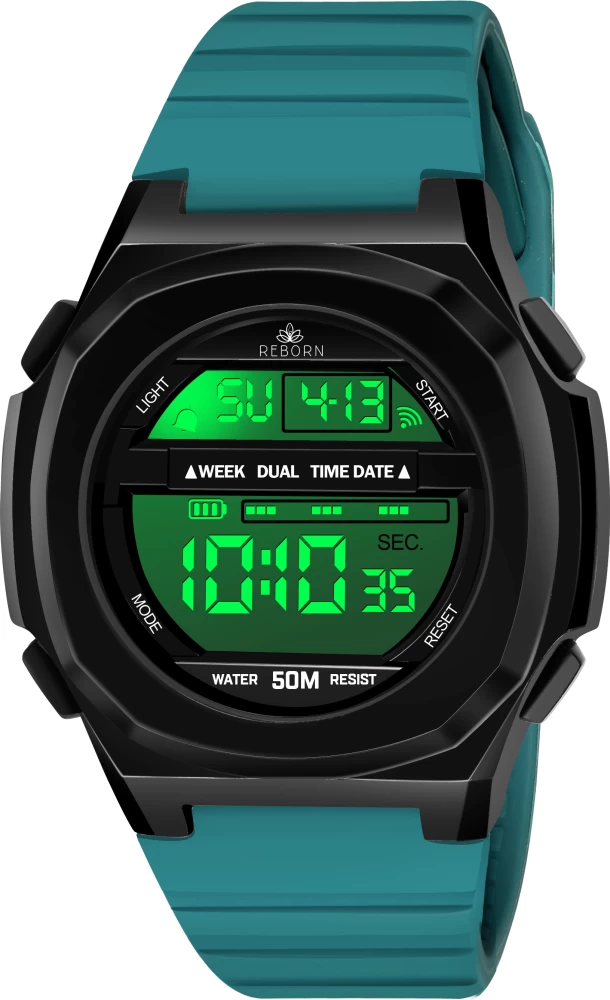 REBORN
LIGHT
START
SU 4-13
▲WEEK DUAL TIME DATE▲
SEC.
10:10 35
MODE
RESET
WATER 50M RESIST